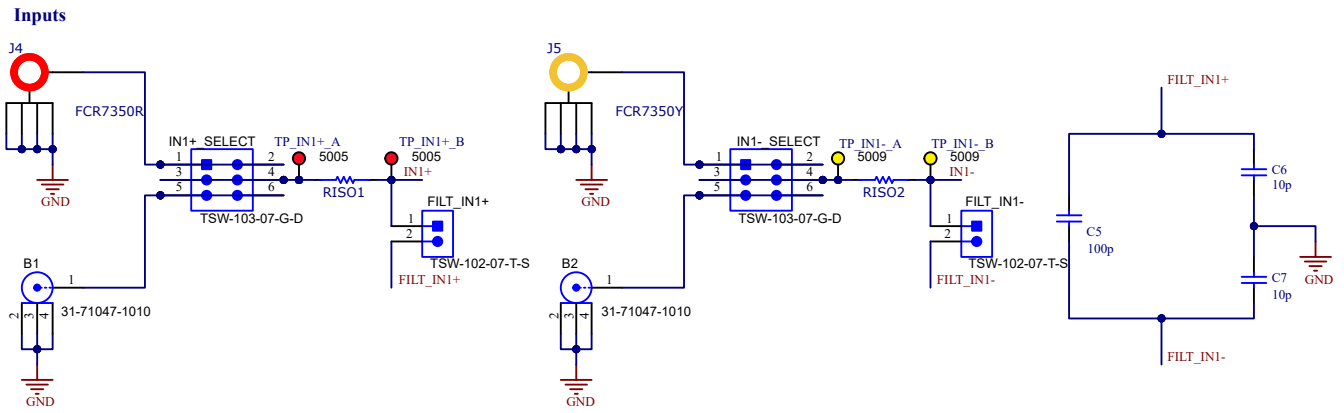 Inputs
J4
FCR7350R
GND
IN1+_SELECT
1
2
3
4
5
6
TSW-103-07-G-D
TP_IN1+_A
5005
RISO1
TP_IN1+_B
5005
IN1+
FILT_IN1+
1
2
TSW-102-07-T-S
FILT_IN1+
B1
1
2
3
4
31-71047-1010
GND
J5
FCR7350Y
GND
IN1-_SELECT
1
2
3
4
5
6
TSW-103-07-G-D
TP_IN1-_A
5009
RISO2
TP_IN1-_B
5009
IN1-
FILT_IN1-
1
2
TSW-102-07-T-S
FILT_IN1-
B2
1
2
3
4
31-71047-1010
GND
FILT_IN1+
C6
10p
C5
100p
GND
C7
10p
FILT_IN1-